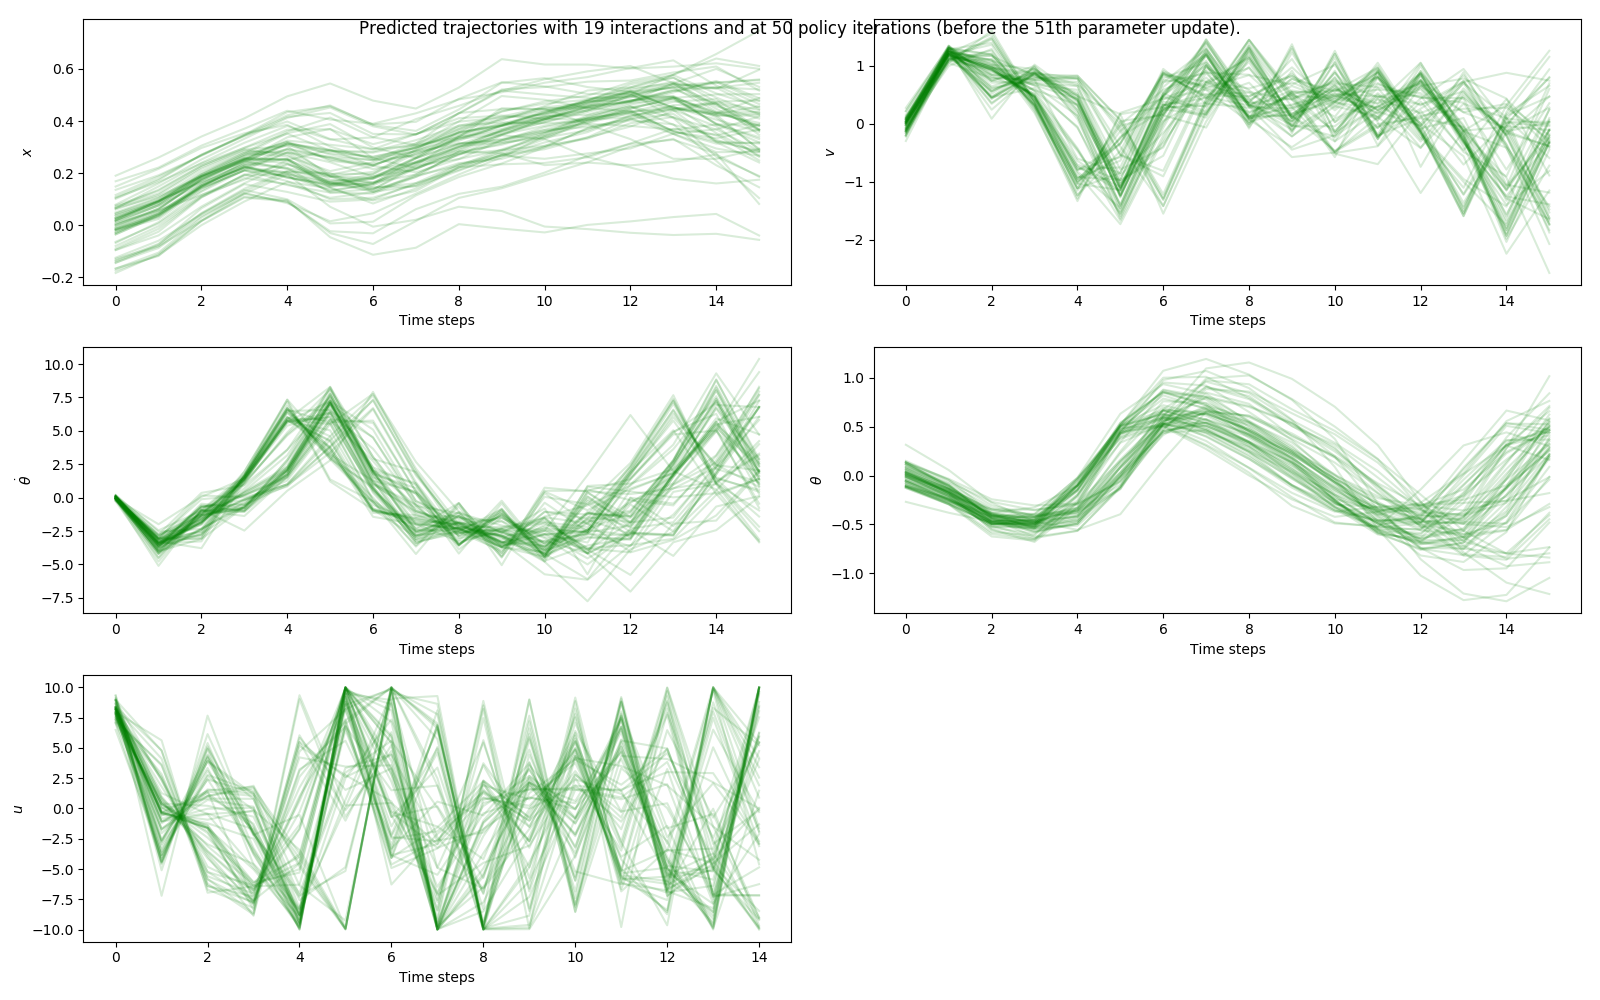 Predicted trajectories with 19 interactions and at 50 policy iterations (before the 51th parameter update).
x
0.6
0.4
0.2
0.0
−0.2
0 2 4 6 8 10 12 14
Time steps
v
1
0
−1
−2
0 2 4 6 8 10 12 14
Time steps
θ̇
10.0
7.5
5.0
2.5
0.0
−2.5
−5.0
−7.5
0 2 4 6 8 10 12 14
Time steps
θ
1.0
0.5
0.0
−0.5
−1.0
0 2 4 6 8 10 12 14
Time steps
u
10.0
7.5
5.0
2.5
0.0
−2.5
−5.0
−7.5
−10.0
0 2 4 6 8 10 12 14
Time steps